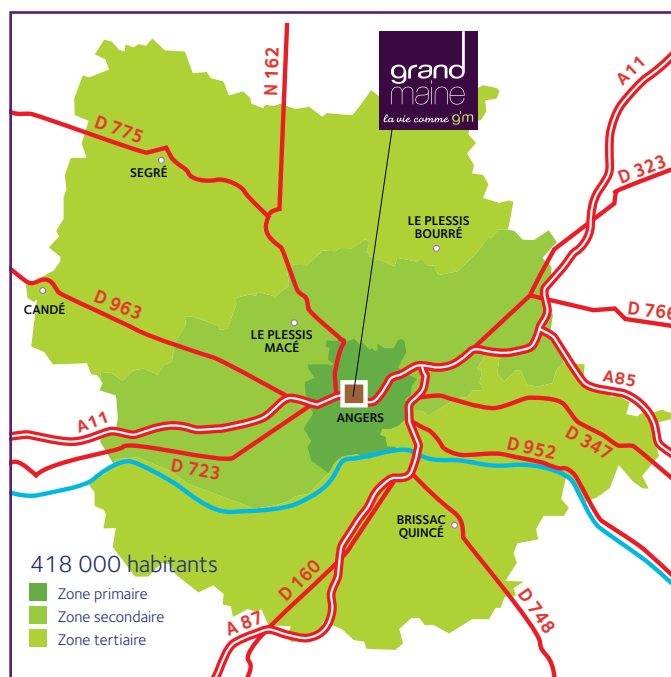 N 162
grand
maine
la vie comme g'm
A11
D 775
SEGRÉ
D 323
LE PLESSIS
BOURRÉ
CANDÉ
D 963
LE PLESSIS
MACÉ
D 766
A85
ANGERS
A11
D 347
D 952
D 723
BRISSAC
QUINCÉ
418 000 habitants
Zone primaire
Zone secondaire
Zone tertiaire
D 160
A 87
D 748